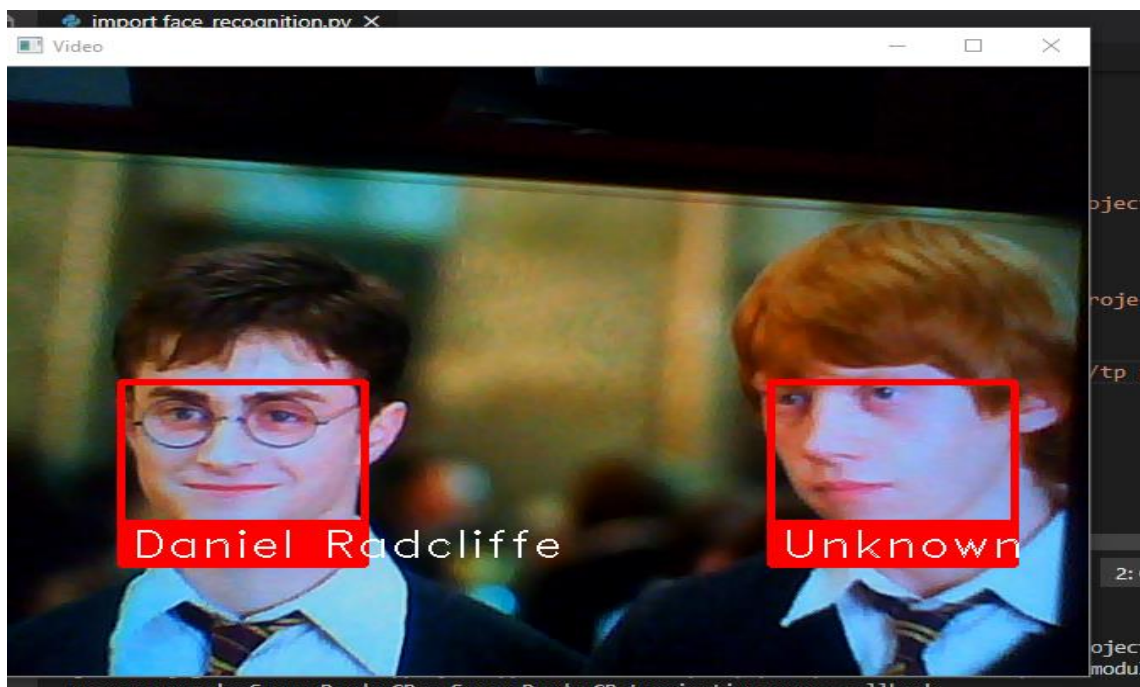 import face_recognition.py
Video
Daniel Radcliffe
Unknown
ojec
roje
/tp
2:
ojec
modu